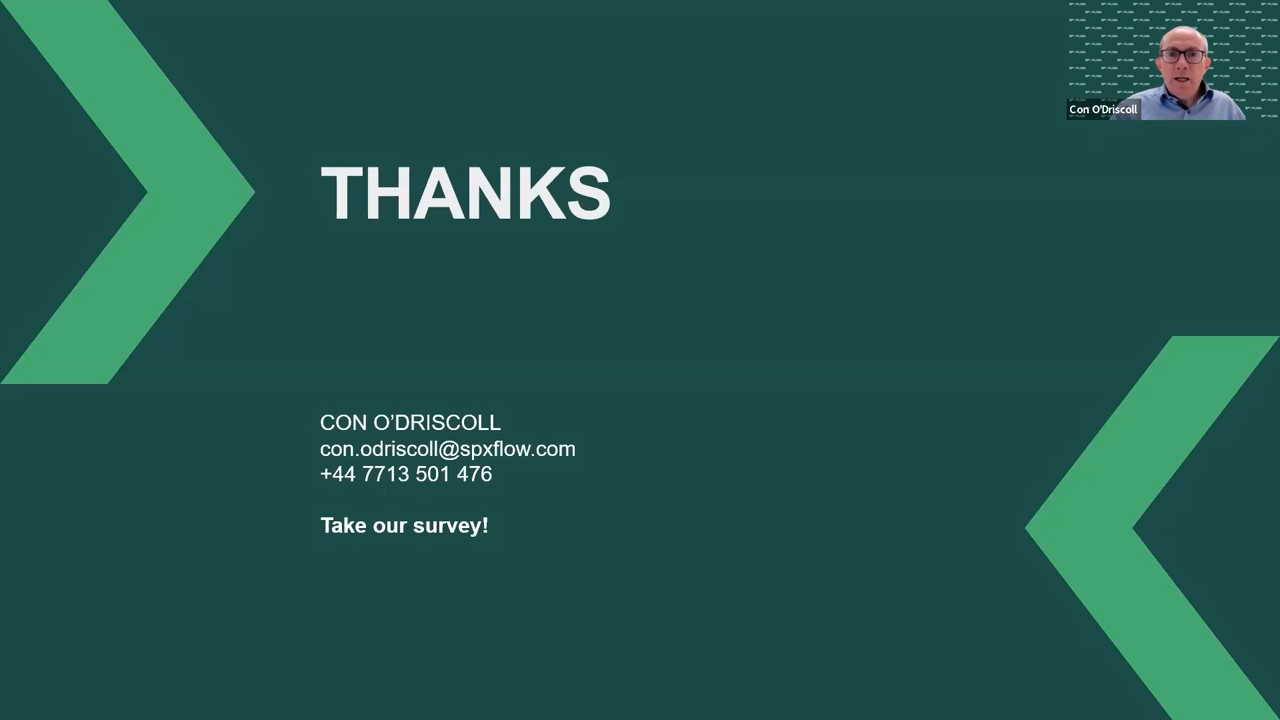 Con O'Driscoll
THANKS
CON O’DRISCOLL
con.odriscoll@spxflow.com
+44 7713 501 476
Take our survey!